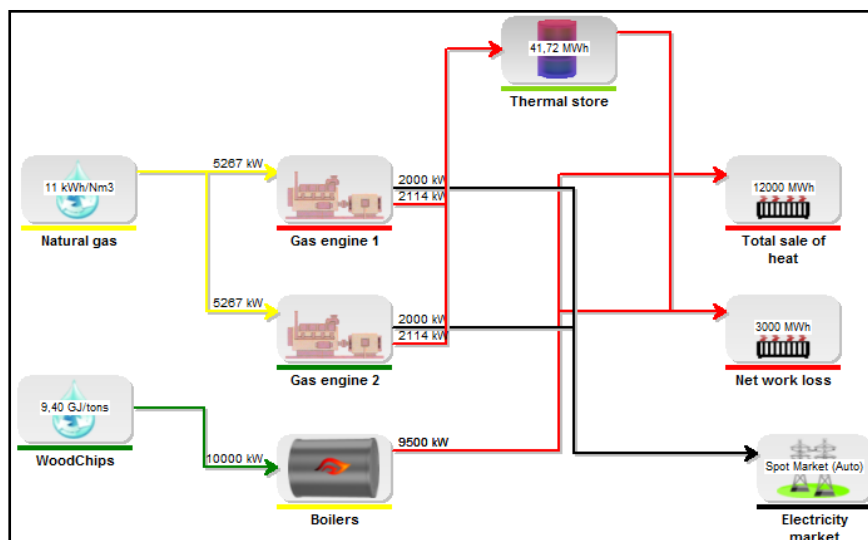 41,72 MWh
Thermal store
5267 kW
2000 kW
2114 kW
11 kWh/Nm3
12000 MWh
Natural gas
Gas engine 1
Total sale of
heat
5267 kW
2000 kW
2114 kW
3000 MWh
Gas engine 2
Net work loss
9,40 GJ/tons
WoodChips
10000 kW
9500 kW
Spot Market (Auto)
Boilers
Electricity
market